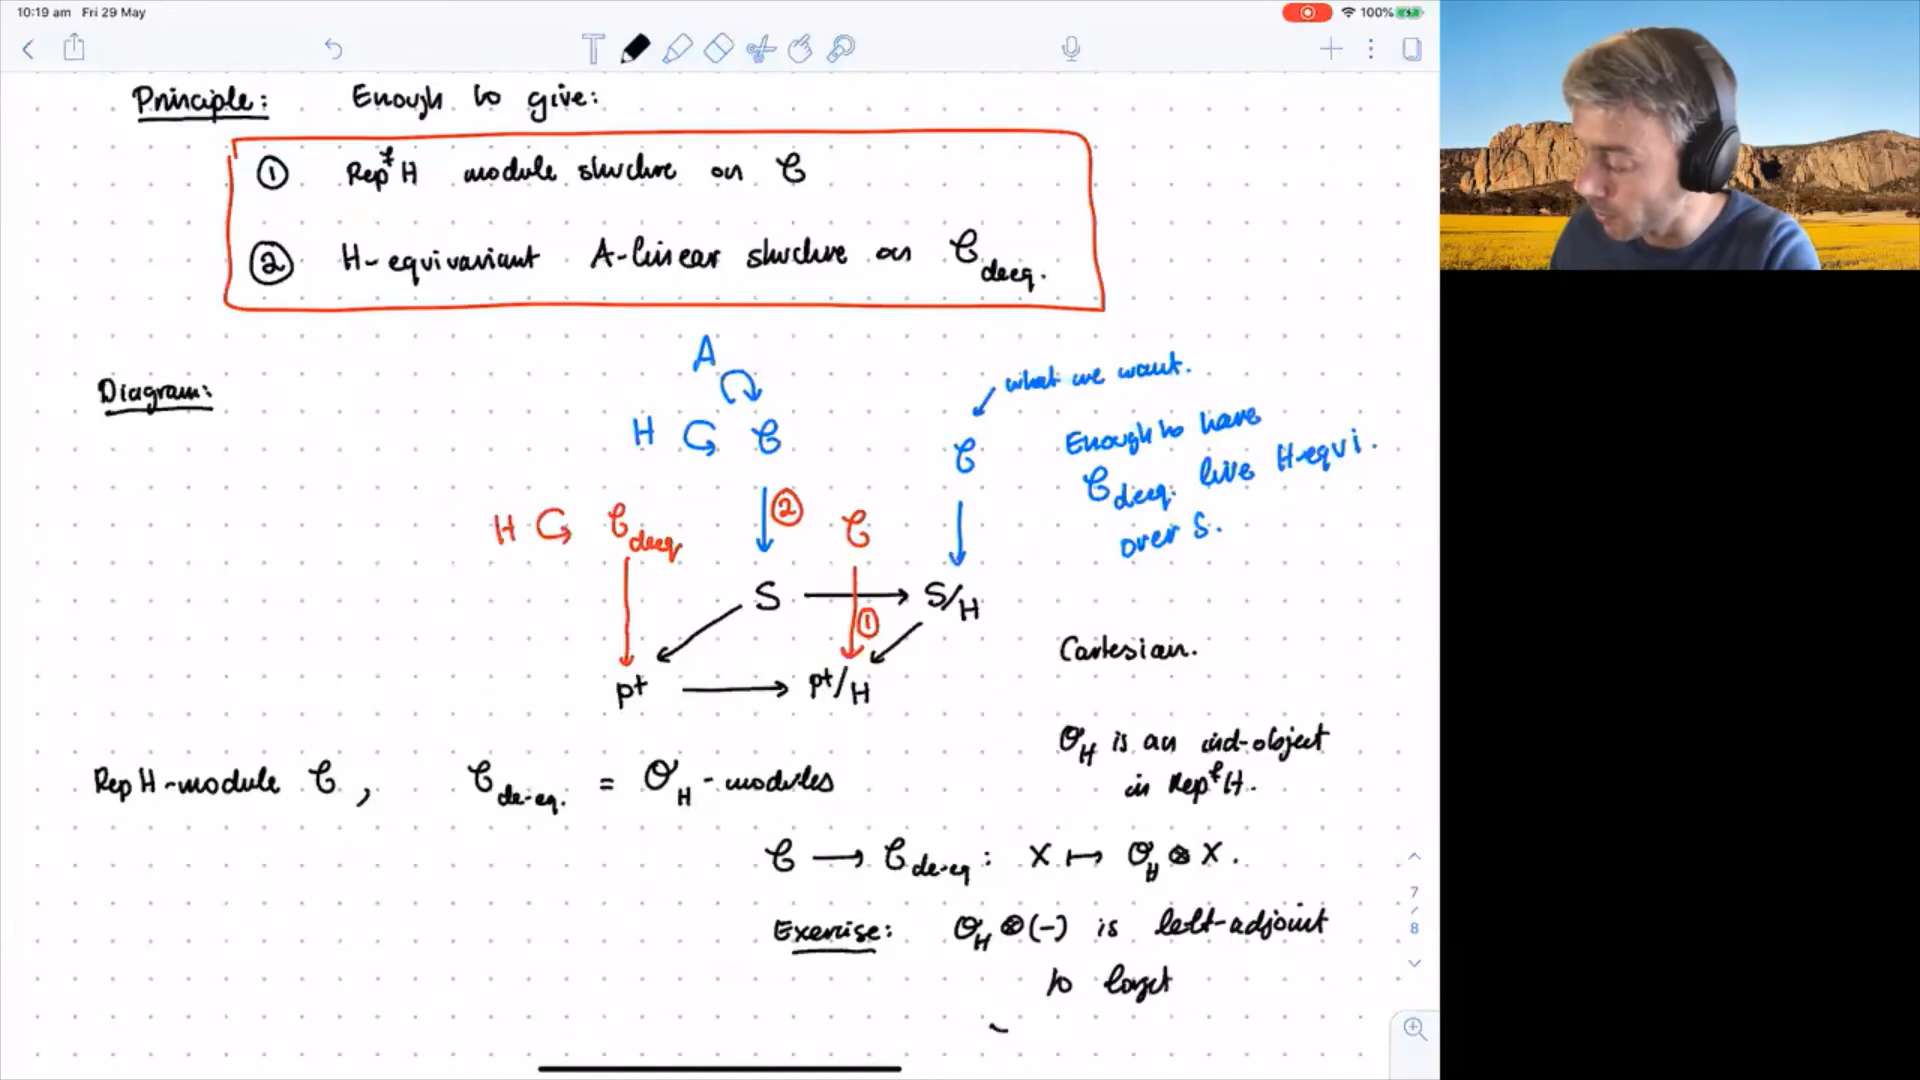 10:19 am Fri 29 May
100%
Principle: Enough to give:
① Rep^f H module structure on C
② H-equivariant A-linear structure on C_deeq.
Diagram:
A
what we want.
H C
C
Enough to have
C_deeq. live H-equi.
over S.
②
H C_deeq
C
S → S/H
①
pt → pt/H
Cartesian.
O_H is an ind-object
in Rep^f H.
Rep H-module C, C_de-eq. = O_H-modules
C → C_de-eq: X ↦ O_H ⊗ X.
Exercise: O_H ⊗ (-) is left-adjoint
to forget
7
/
8